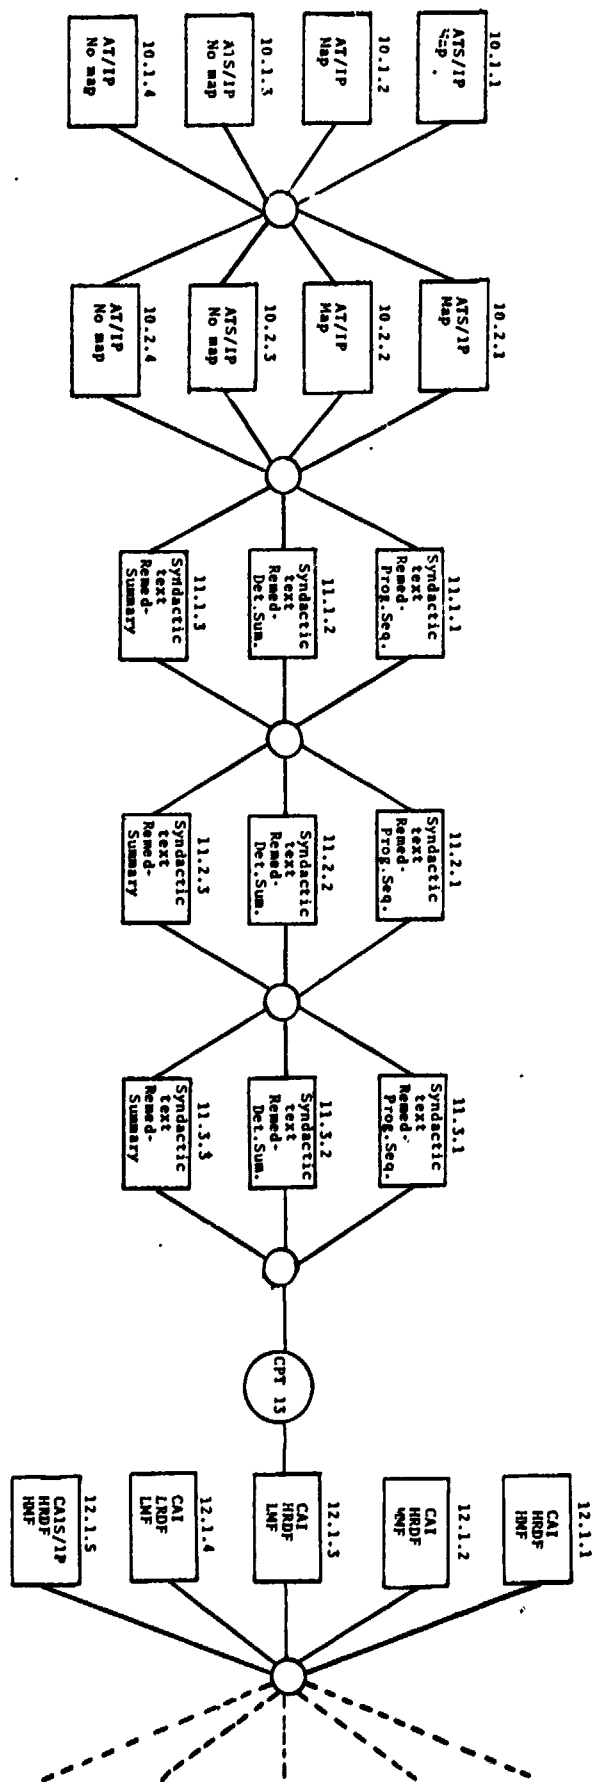 10.1.1
ATS/IP
Map
10.1.2
AT/IP
Map
10.1.3
ATS/IP
No map
10.1.4
AT/IP
No map
10.2.1
ATS/IP
Map
10.2.2
AT/IP
Map
10.2.3
ATS/IP
No map
10.2.4
AT/IP
No map
11.1.1
Syndactic
text
Remed-
Prog.Seq.
11.1.2
Syndactic
text
Remed-
Det.Sum.
11.1.3
Syndactic
text
Remed-
Summary
11.2.1
Syndactic
text
Remed-
Prog.Seq.
11.2.2
Syndactic
text
Remed-
Det.Sum.
11.2.3
Syndactic
text
Remed-
Summary
11.3.1
Syndactic
text
Remed-
Prog.Seq.
11.3.2
Syndactic
text
Remed-
Det.Sum.
11.3.3
Syndactic
text
Remed-
Summary
CPT 13
12.1.1
CAI
HRDF
HMF
12.1.2
CAI
HRDF
MMF
12.1.3
CAI
HRDF
LMF
12.1.4
CAI
LRDF
LMF
12.1.5
CAIS/IP
HRDF
HMF